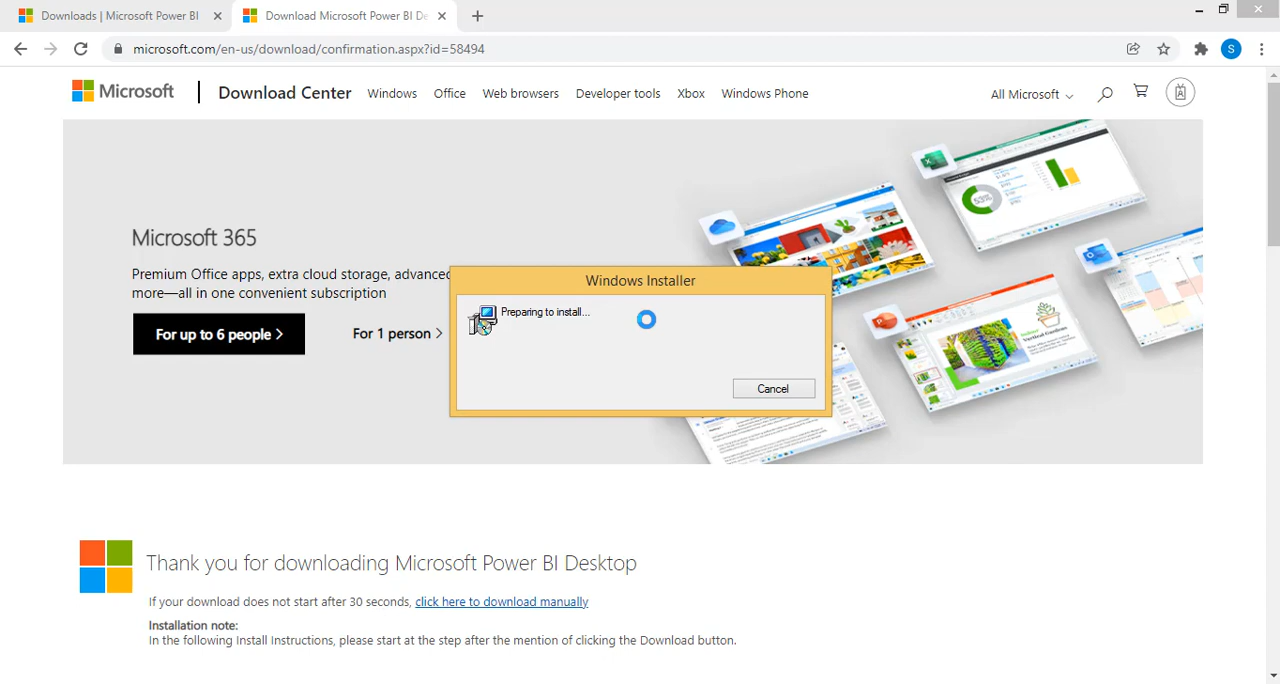 Downloads | Microsoft Power BI
Download Microsoft Power BI De
microsoft.com/en-us/download/confirmation.aspx?id=58494
S
Microsoft
Download Center
Windows
Office
Web browsers
Developer tools
Xbox
Windows Phone
All Microsoft
Microsoft 365
Premium Office apps, extra cloud storage, advanced
more—all in one convenient subscription
For up to 6 people >
For 1 person >
Windows Installer
Preparing to install...
Cancel
Thank you for downloading Microsoft Power BI Desktop
If your download does not start after 30 seconds, click here to download manually
Installation note:
In the following Install Instructions, please start at the step after the mention of clicking the Download button.